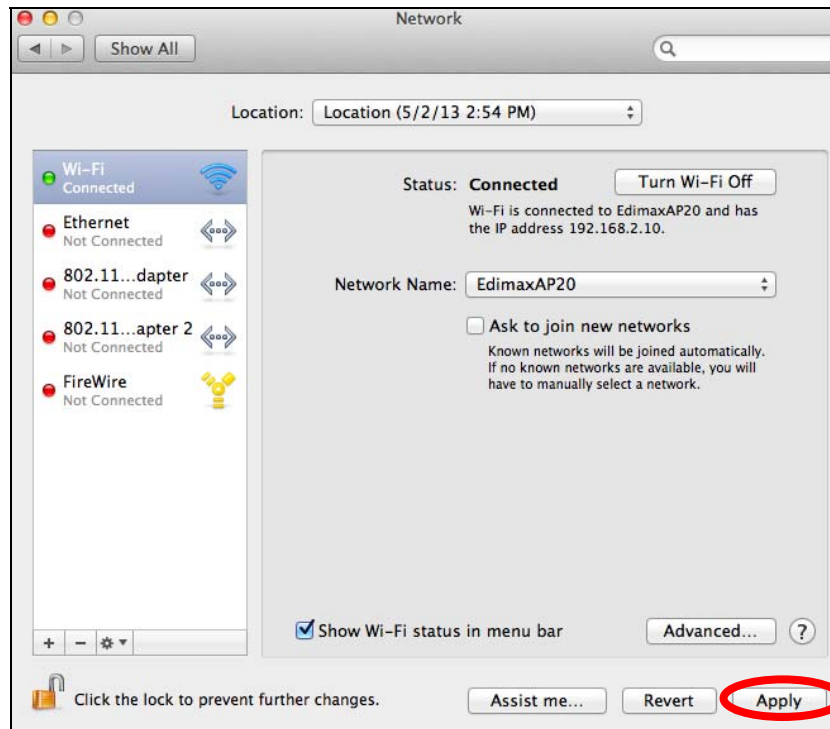 Network
Show All
Location: Location (5/2/13 2:54 PM)
Wi-Fi
Connected
Ethernet
Not Connected
802.11...dapter
Not Connected
802.11...apter 2
Not Connected
FireWire
Not Connected
Status: Connected
Turn Wi-Fi Off
Wi-Fi is connected to EdimaxAP20 and has
the IP address 192.168.2.10.
Network Name: EdimaxAP20
Ask to join new networks
Known networks will be joined automatically.
If no known networks are available, you will
have to manually select a network.
Show Wi-Fi status in menu bar
Advanced...
?
+ −
Click the lock to prevent further changes.
Assist me...
Revert
Apply